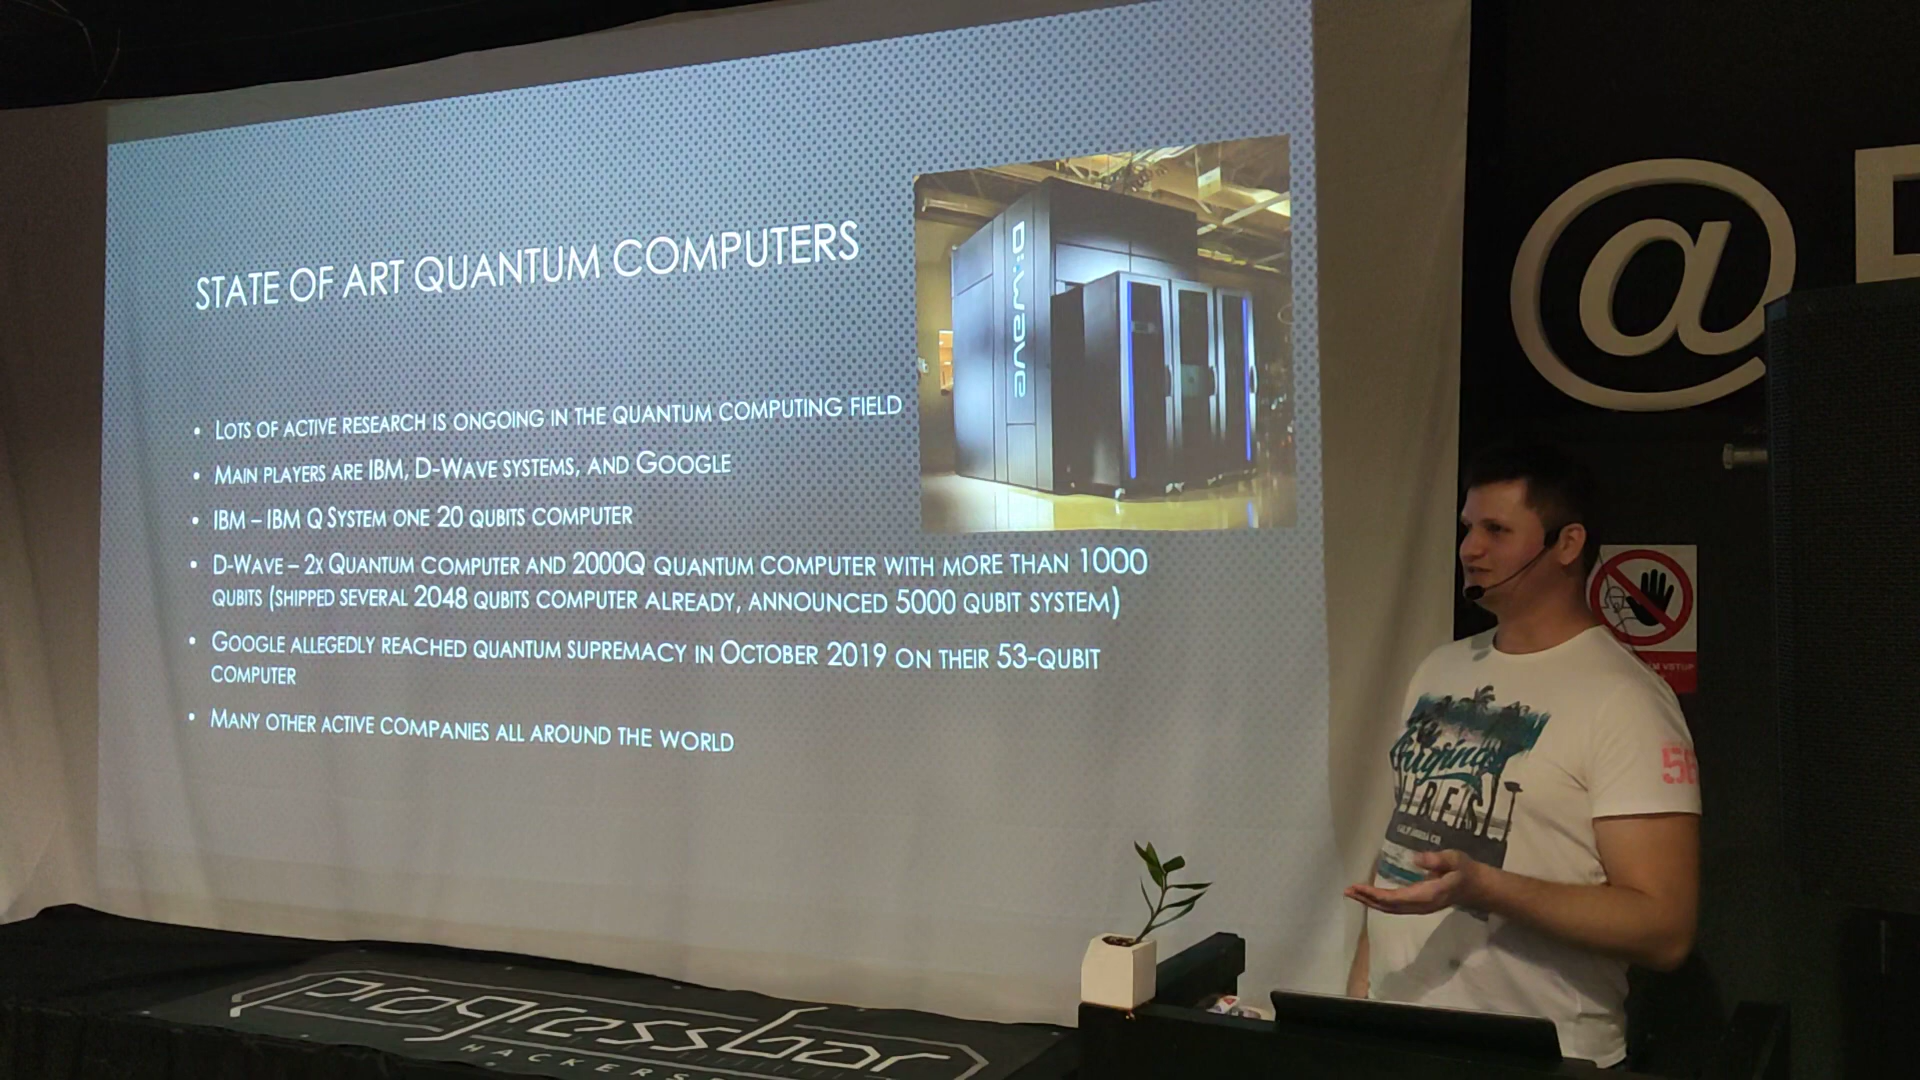 STATE OF ART QUANTUM COMPUTERS
D:wave
• LOTS OF ACTIVE RESEARCH IS ONGOING IN THE QUANTUM COMPUTING FIELD
• MAIN PLAYERS ARE IBM, D-WAVE SYSTEMS, AND GOOGLE
• IBM – IBM Q SYSTEM ONE 20 QUBITS COMPUTER
• D-WAVE – 2X QUANTUM COMPUTER AND 2000Q QUANTUM COMPUTER WITH MORE THAN 1000
QUBITS (SHIPPED SEVERAL 2048 QUBITS COMPUTER ALREADY, ANNOUNCED 5000 QUBIT SYSTEM)
• GOOGLE ALLEGEDLY REACHED QUANTUM SUPREMACY IN OCTOBER 2019 ON THEIR 53-QUBIT
COMPUTER
• MANY OTHER ACTIVE COMPANIES ALL AROUND THE WORLD
@
VSTUP
Original
VIBES
56
progressbar
HACKERS